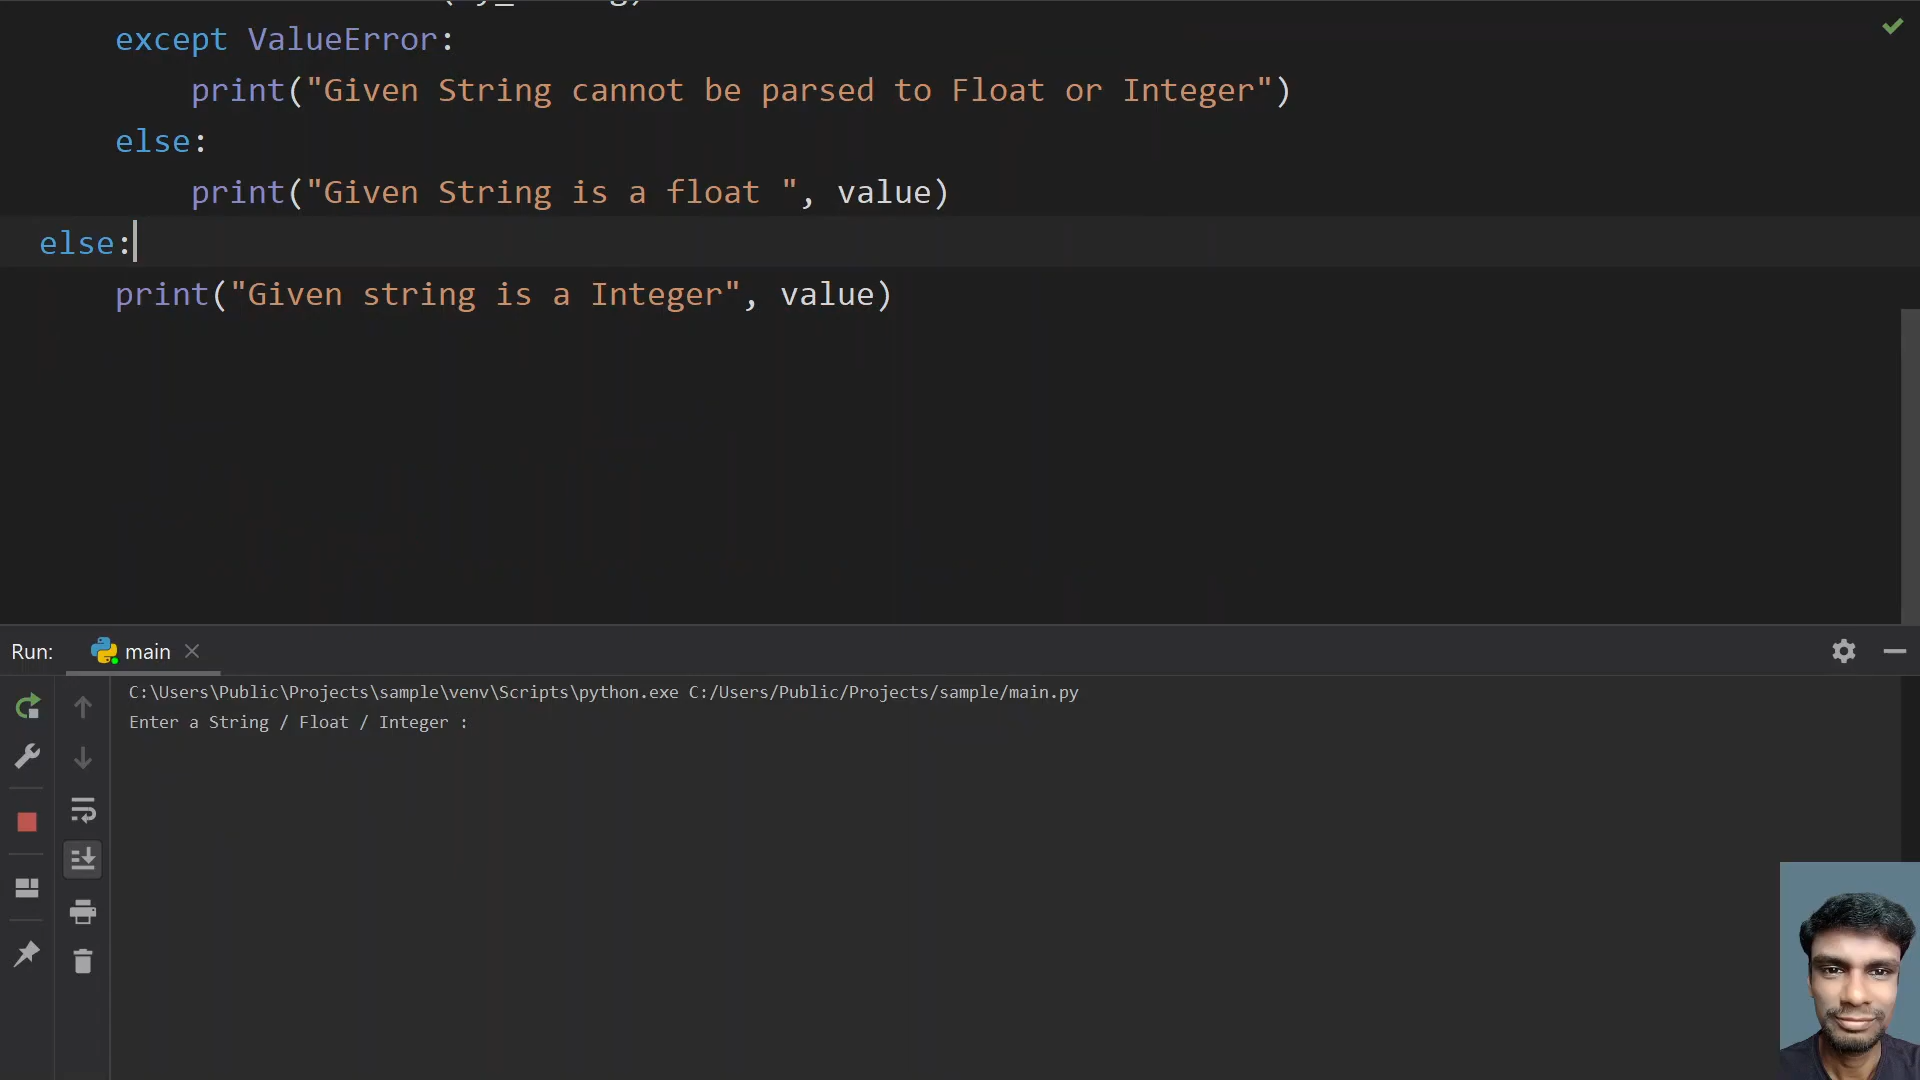 except ValueError:
print("Given String cannot be parsed to Float or Integer")
else:
print("Given String is a float ", value)
else:
print("Given string is a Integer", value)
Run: main
C:\Users\Public\Projects\sample\venv\Scripts\python.exe C:/Users/Public/Projects/sample/main.py
Enter a String / Float / Integer :